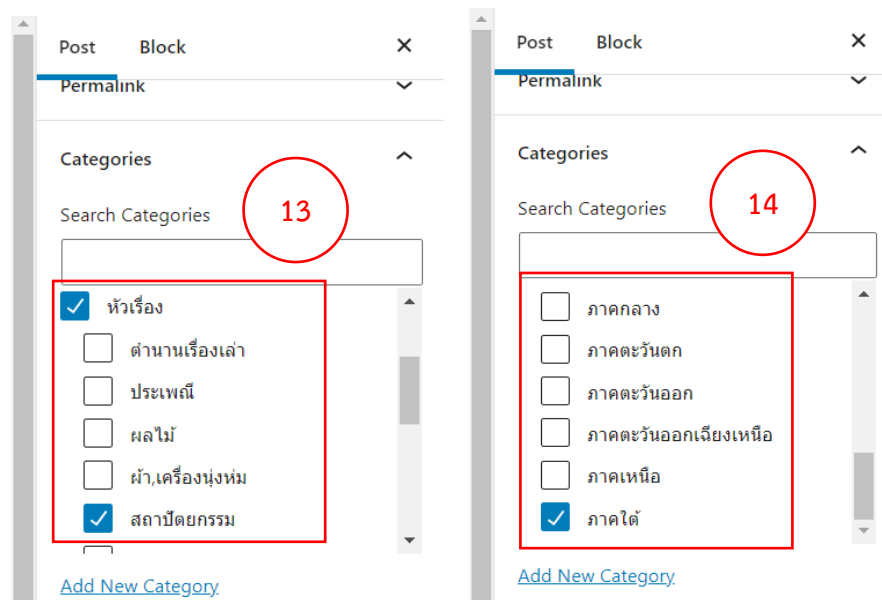 Post Block
Permalink
Categories
13
Search Categories
หัวเรื่อง
ตำนานเรื่องเล่า
ประเพณี
ผลไม้
ผ้า,เครื่องนุ่งห่ม
สถาปัตยกรรม
Add New Category
Post Block
Permalink
Categories
14
Search Categories
ภาคกลาง
ภาคตะวันตก
ภาคตะวันออก
ภาคตะวันออกเฉียงเหนือ
ภาคเหนือ
ภาคใต้
Add New Category